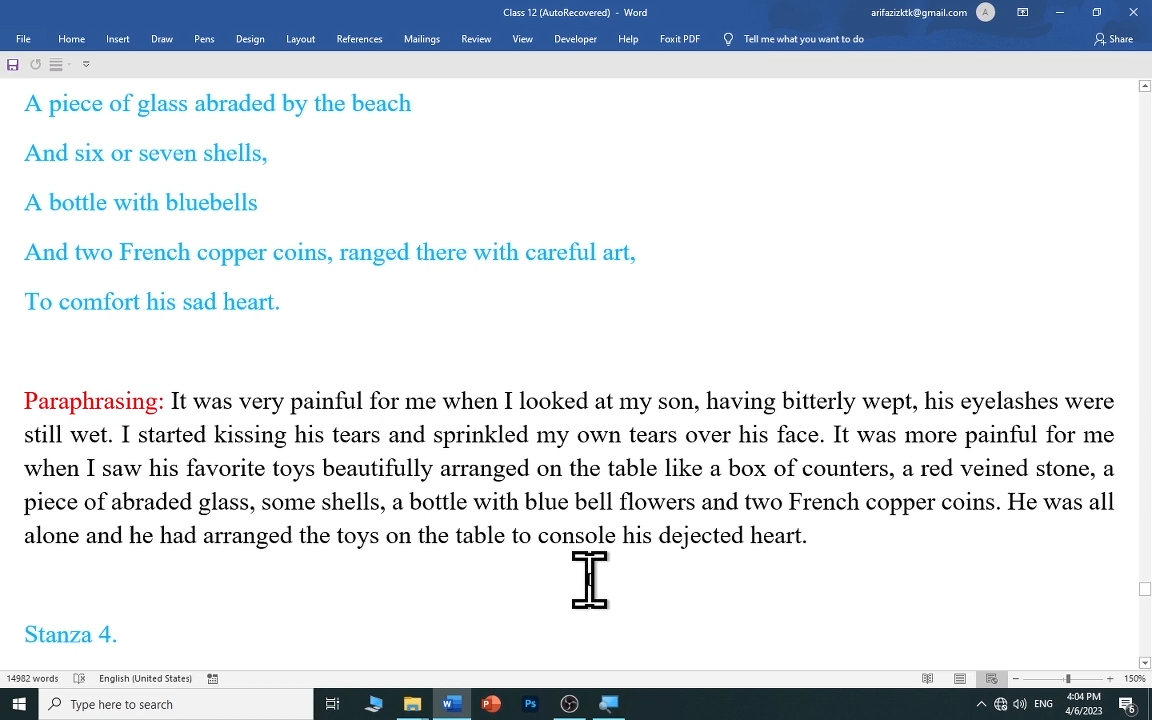 Class 12 (AutoRecovered) - Word
arifazizktk@gmail.com A
File Home Insert Draw Pens Design Layout References Mailings Review View Developer Help Foxit PDF Tell me what you want to do Share
A piece of glass abraded by the beach
And six or seven shells,
A bottle with bluebells
And two French copper coins, ranged there with careful art,
To comfort his sad heart.
Paraphrasing: It was very painful for me when I looked at my son, having bitterly wept, his eyelashes were
still wet. I started kissing his tears and sprinkled my own tears over his face. It was more painful for me
when I saw his favorite toys beautifully arranged on the table like a box of counters, a red veined stone, a
piece of abraded glass, some shells, a bottle with blue bell flowers and two French copper coins. He was all
alone and he had arranged the toys on the table to console his dejected heart.
Stanza 4.
14982 words English (United States) 150%
Type here to search W P Ps ENG 4:04 PM
4/6/2023 6